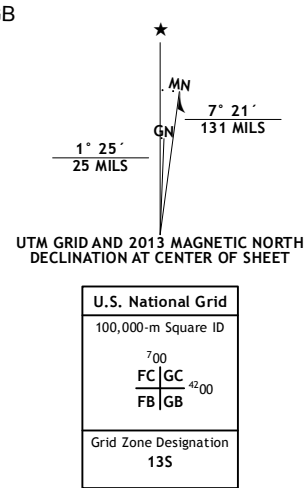 GB
★
MN
GN
7° 21´
131 MILS
1° 25´
25 MILS
UTM GRID AND 2013 MAGNETIC NORTH
DECLINATION AT CENTER OF SHEET
U.S. National Grid
100,000-m Square ID
700
FC GC
4200
FB GB
Grid Zone Designation
13S